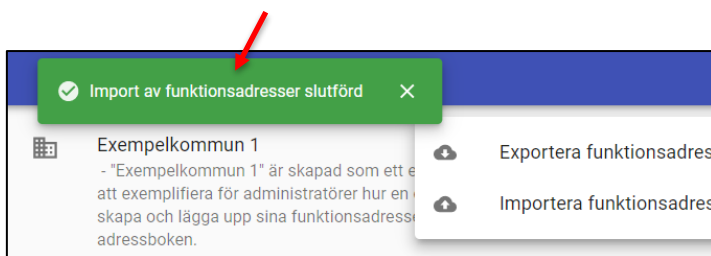 Import av funktionsadresser slutförd
Exempelkommun 1
- "Exempelkommun 1" är skapad som ett e
att exemplifiera för administratörer hur en
skapa och lägga upp sina funktionsadress
adressboken.
Exportera funktionsadres
Importera funktionsadres